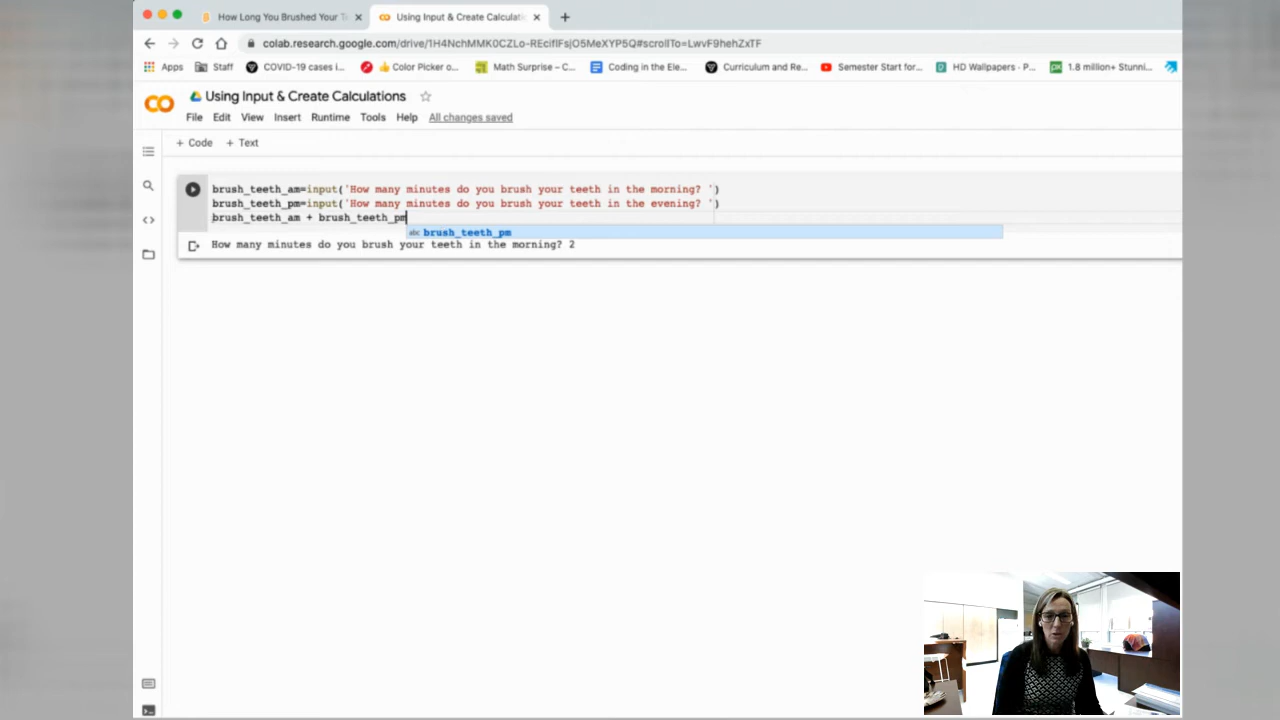 How Long You Brushed Your T
Using Input & Create Calculatio
colab.research.google.com/drive/1H4NchMMK0CZLo-REciflFsjO5MeXYP5Q#scrollTo=LwvF9hehZxTF
Apps Staff COVID-19 cases i... Color Picker o... Math Surprise – C... Coding in the Ele... Curriculum and Re... Semester Start for... HD Wallpapers · P... 1.8 million+ Stunni...
Using Input & Create Calculations
File Edit View Insert Runtime Tools Help All changes saved
+ Code + Text
brush_teeth_am=input('How many minutes do you brush your teeth in the morning? ')
brush_teeth_pm=input('How many minutes do you brush your teeth in the evening? ')
brush_teeth_am + brush_teeth_pm
abc brush_teeth_pm
How many minutes do you brush your teeth in the morning? 2